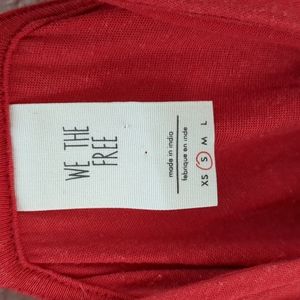 WE THE
FREE
made in india
fabriqué en inde
XS S M L